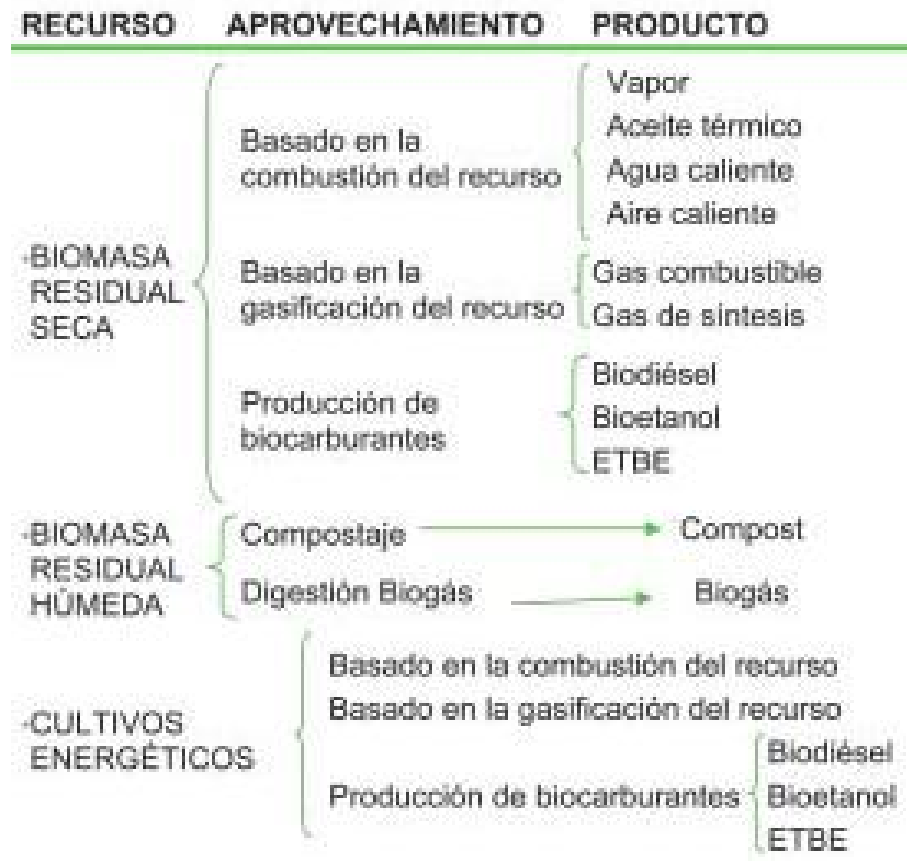 RECURSO APROVECHAMIENTO PRODUCTO
-BIOMASA
RESIDUAL
SECA
Basado en la
combustión del recurso
Vapor
Aceite térmico
Agua caliente
Aire caliente
Basado en la
gasificación del recurso
Gas combustible
Gas de síntesis
Producción de
biocarburantes
Biodiésel
Bioetanol
ETBE
-BIOMASA
RESIDUAL
HÚMEDA
Compostaje Compost
Digestión Biogás Biogás
-CULTIVOS
ENERGÉTICOS
Basado en la combustión del recurso
Basado en la gasificación del recurso
Producción de biocarburantes
Biodiésel
Bioetanol
ETBE